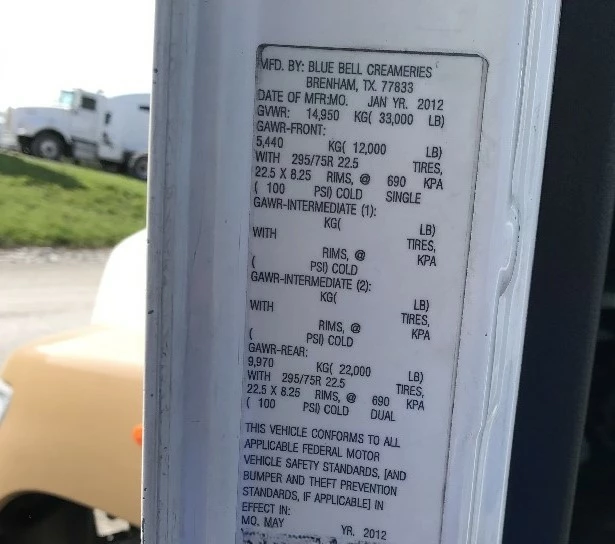 MFD. BY: BLUE BELL CREAMERIES
BRENHAM, TX. 77833
DATE OF MFR:MO. JAN YR. 2012
GVWR: 14,950 KG( 33,000 LB)
GAWR-FRONT:
5,440 KG( 12,000 LB)
WITH 295/75R 22.5 TIRES,
22.5 X 8.25 RIMS, @ 690 KPA
( 100 PSI) COLD SINGLE
GAWR-INTERMEDIATE (1):
KG( LB)
WITH TIRES,
RIMS, @ KPA
( PSI) COLD
GAWR-INTERMEDIATE (2):
KG( LB)
WITH TIRES,
RIMS, @ KPA
( PSI) COLD
GAWR-REAR:
9,970 KG( 22,000 LB)
WITH 295/75R 22.5 TIRES,
22.5 X 8.25 RIMS, @ 690 KPA
( 100 PSI) COLD DUAL
THIS VEHICLE CONFORMS TO ALL
APPLICABLE FEDERAL MOTOR
VEHICLE SAFETY STANDARDS, [AND
BUMPER AND THEFT PREVENTION
STANDARDS, IF APPLICABLE] IN
EFFECT IN:
MO. MAY YR. 2012